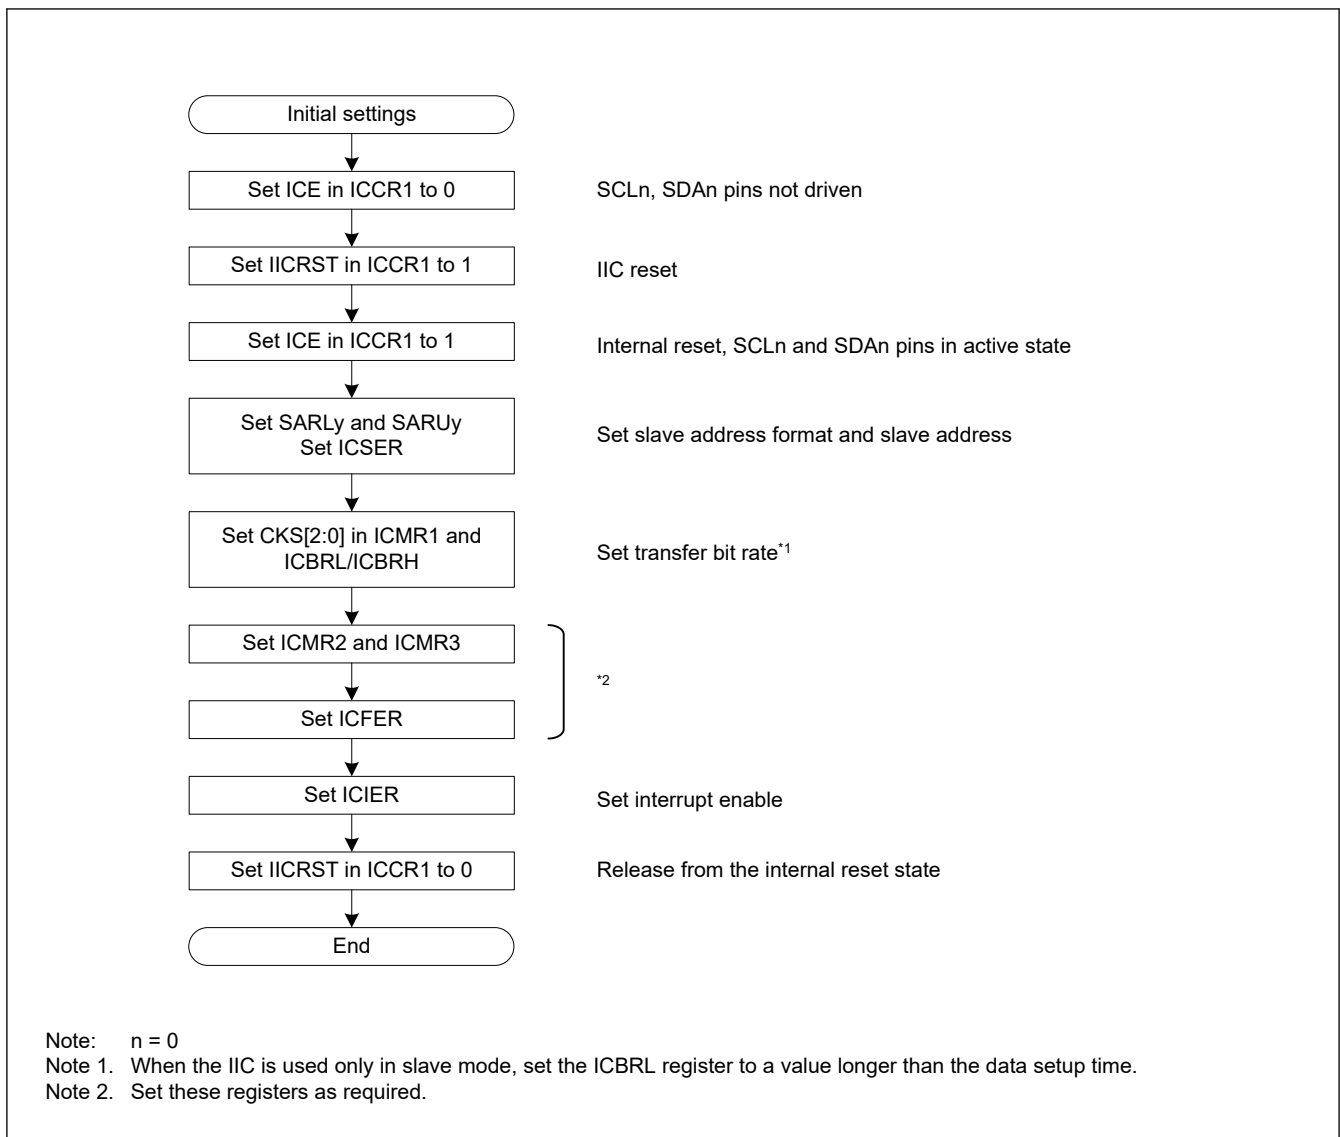 Initial settings
Set ICE in ICCR1 to 0
SCLn, SDAn pins not driven
Set IICRST in ICCR1 to 1
IIC reset
Set ICE in ICCR1 to 1
Internal reset, SCLn and SDAn pins in active state
Set SARLy and SARUy
Set ICSER
Set slave address format and slave address
Set CKS[2:0] in ICMR1 and
ICBRL/ICBRH
Set transfer bit rate*1
Set ICMR2 and ICMR3
*2
Set ICFER
Set ICIER
Set interrupt enable
Set IICRST in ICCR1 to 0
Release from the internal reset state
End
Note: n = 0
Note 1. When the IIC is used only in slave mode, set the ICBRL register to a value longer than the data setup time.
Note 2. Set these registers as required.